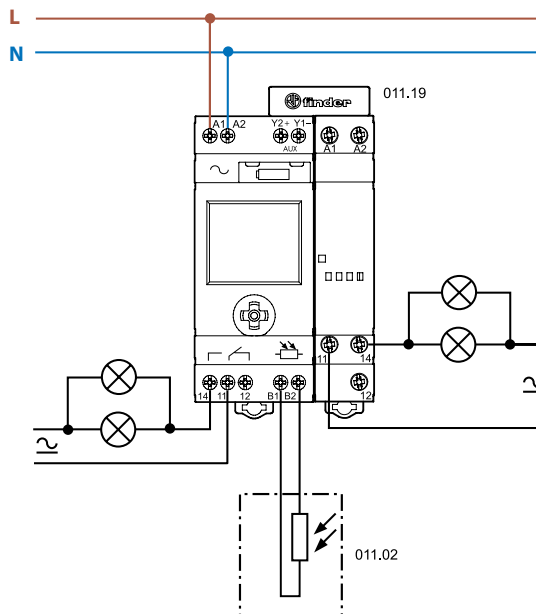 L
N
finder
011.19
A1 A2 Y2+ Y1-
AUX
A1 A2
11 14
14 11 12 B1 B2
12
011.02